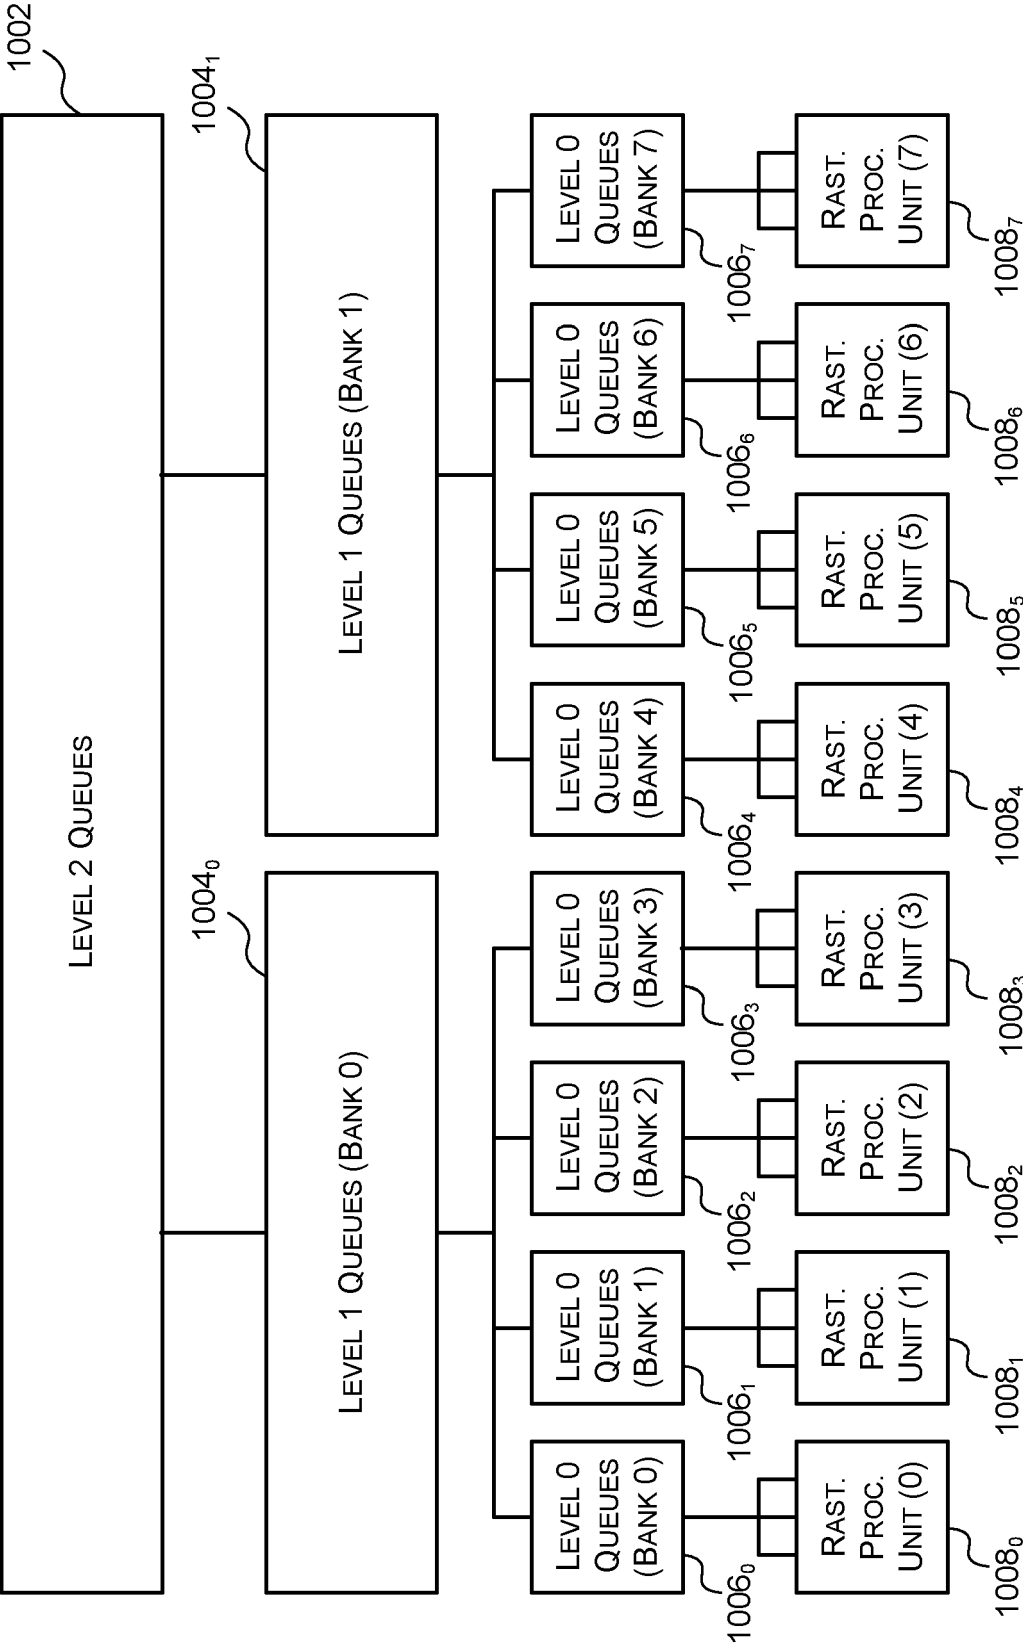 LEVEL 2 QUEUES
1002
LEVEL 1 QUEUES (BANK 0)
1004₀
LEVEL 1 QUEUES (BANK 1)
1004₁
LEVEL 0
QUEUES
(BANK 0)
1006₀
LEVEL 0
QUEUES
(BANK 1)
1006₁
LEVEL 0
QUEUES
(BANK 2)
1006₂
LEVEL 0
QUEUES
(BANK 3)
1006₃
LEVEL 0
QUEUES
(BANK 4)
1006₄
LEVEL 0
QUEUES
(BANK 5)
1006₅
LEVEL 0
QUEUES
(BANK 6)
1006₆
LEVEL 0
QUEUES
(BANK 7)
1006₇
RAST.
PROC.
UNIT (0)
1008₀
RAST.
PROC.
UNIT (1)
1008₁
RAST.
PROC.
UNIT (2)
1008₂
RAST.
PROC.
UNIT (3)
1008₃
RAST.
PROC.
UNIT (4)
1008₄
RAST.
PROC.
UNIT (5)
1008₅
RAST.
PROC.
UNIT (6)
1008₆
RAST.
PROC.
UNIT (7)
1008₇